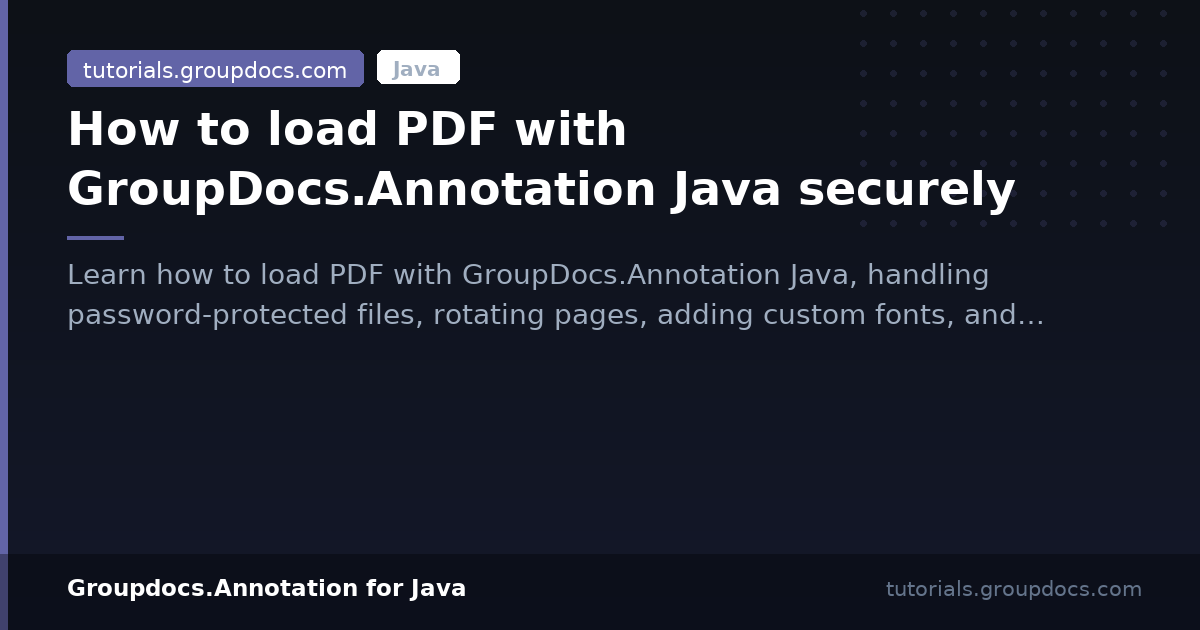 tutorials.groupdocs.com Java
How to load PDF with
GroupDocs.Annotation Java securely
Learn how to load PDF with GroupDocs.Annotation Java, handling
password-protected files, rotating pages, adding custom fonts, and...
Groupdocs.Annotation for Java
tutorials.groupdocs.com